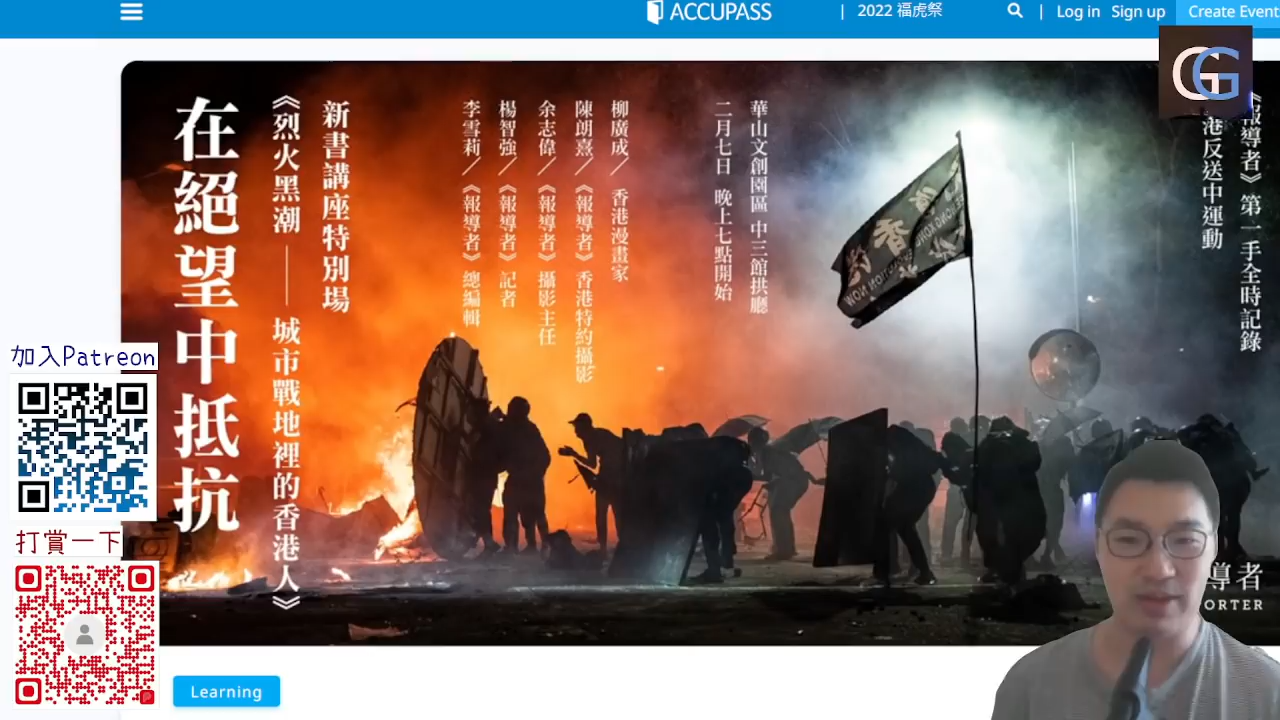 ACCUPASS
2022 福虎祭
Log in
Sign up
Create Event
GG
《報導者》第一手全時記錄
港反送中運動
華山文創園區 中三館拱廳
二月七日 晚上七點開始
柳廣成／香港漫畫家
陳朗熹／《報導者》香港特約攝影
余志偉／《報導者》攝影主任
楊智強／《報導者》記者
李雪莉／《報導者》總編輯
新書講座特別場
《烈火黑潮——城市戰地裡的香港人》
在絕望中抵抗
加入Patreon
打賞一下
導者
ORTER
Learning